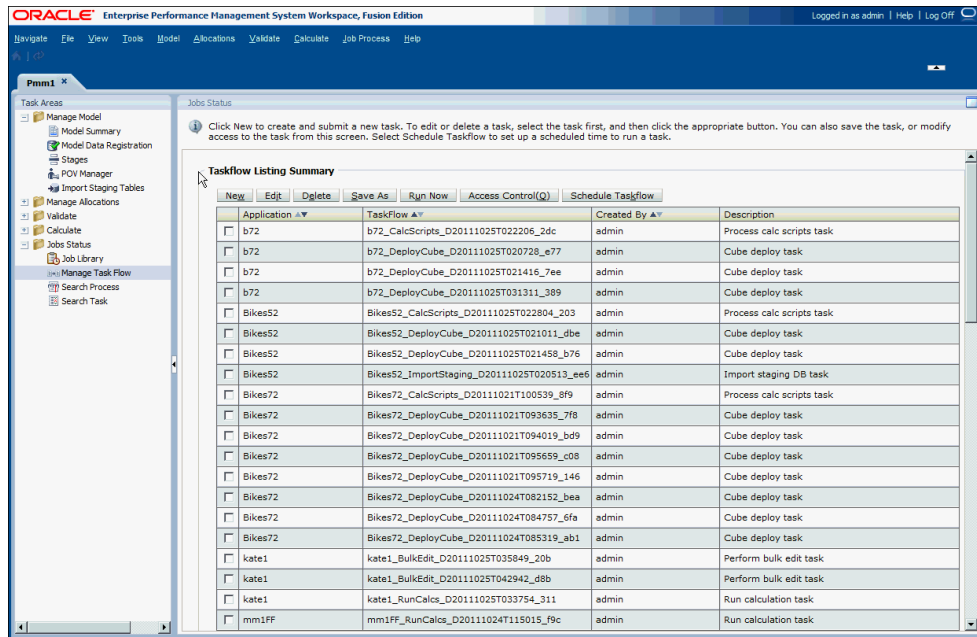 ORACLE® Enterprise Performance Management System Workspace, Fusion Edition
Logged in as admin | Help | Log Off
Navigate File View Tools Model Allocations Validate Calculate Job Process Help
Pmm1 ×
Task Areas
Manage Model
Model Summary
Model Data Registration
Stages
POV Manager
Import Staging Tables
Manage Allocations
Validate
Calculate
Jobs Status
Job Library
Manage Task Flow
Search Process
Search Task
Jobs Status
Click New to create and submit a new task. To edit or delete a task, select the task first, and then click the appropriate button. You can also save the task, or modify
access to the task from this screen. Select Schedule Taskflow to set up a scheduled time to run a task.
Taskflow Listing Summary
New Edit Delete Save As Run Now Access Control(Q) Schedule Taskflow
Application TaskFlow Created By Description
b72 b72_CalcScripts_D20111025T022206_2dc admin Process calc scripts task
b72 b72_DeployCube_D20111025T020728_e77 admin Cube deploy task
b72 b72_DeployCube_D20111025T021416_7ee admin Cube deploy task
b72 b72_DeployCube_D20111025T031311_389 admin Cube deploy task
Bikes52 Bikes52_CalcScripts_D20111025T022804_203 admin Process calc scripts task
Bikes52 Bikes52_DeployCube_D20111025T021011_dbe admin Cube deploy task
Bikes52 Bikes52_DeployCube_D20111025T021458_b76 admin Cube deploy task
Bikes52 Bikes52_ImportStaging_D20111025T020513_ee6 admin Import staging DB task
Bikes72 Bikes72_CalcScripts_D20111021T100539_8f9 admin Process calc scripts task
Bikes72 Bikes72_DeployCube_D20111021T093635_7f8 admin Cube deploy task
Bikes72 Bikes72_DeployCube_D20111021T094019_bd9 admin Cube deploy task
Bikes72 Bikes72_DeployCube_D20111021T095659_c08 admin Cube deploy task
Bikes72 Bikes72_DeployCube_D20111021T095719_146 admin Cube deploy task
Bikes72 Bikes72_DeployCube_D20111024T082152_bea admin Cube deploy task
Bikes72 Bikes72_DeployCube_D20111024T084757_6fa admin Cube deploy task
Bikes72 Bikes72_DeployCube_D20111024T085319_ab1 admin Cube deploy task
kate1 kate1_BulkEdit_D20111025T035849_20b admin Perform bulk edit task
kate1 kate1_BulkEdit_D20111025T042942_d8b admin Perform bulk edit task
kate1 kate1_RunCalcs_D20111025T033754_311 admin Run calculation task
mm1FF mm1FF_RunCalcs_D20111024T115015_f9c admin Run calculation task